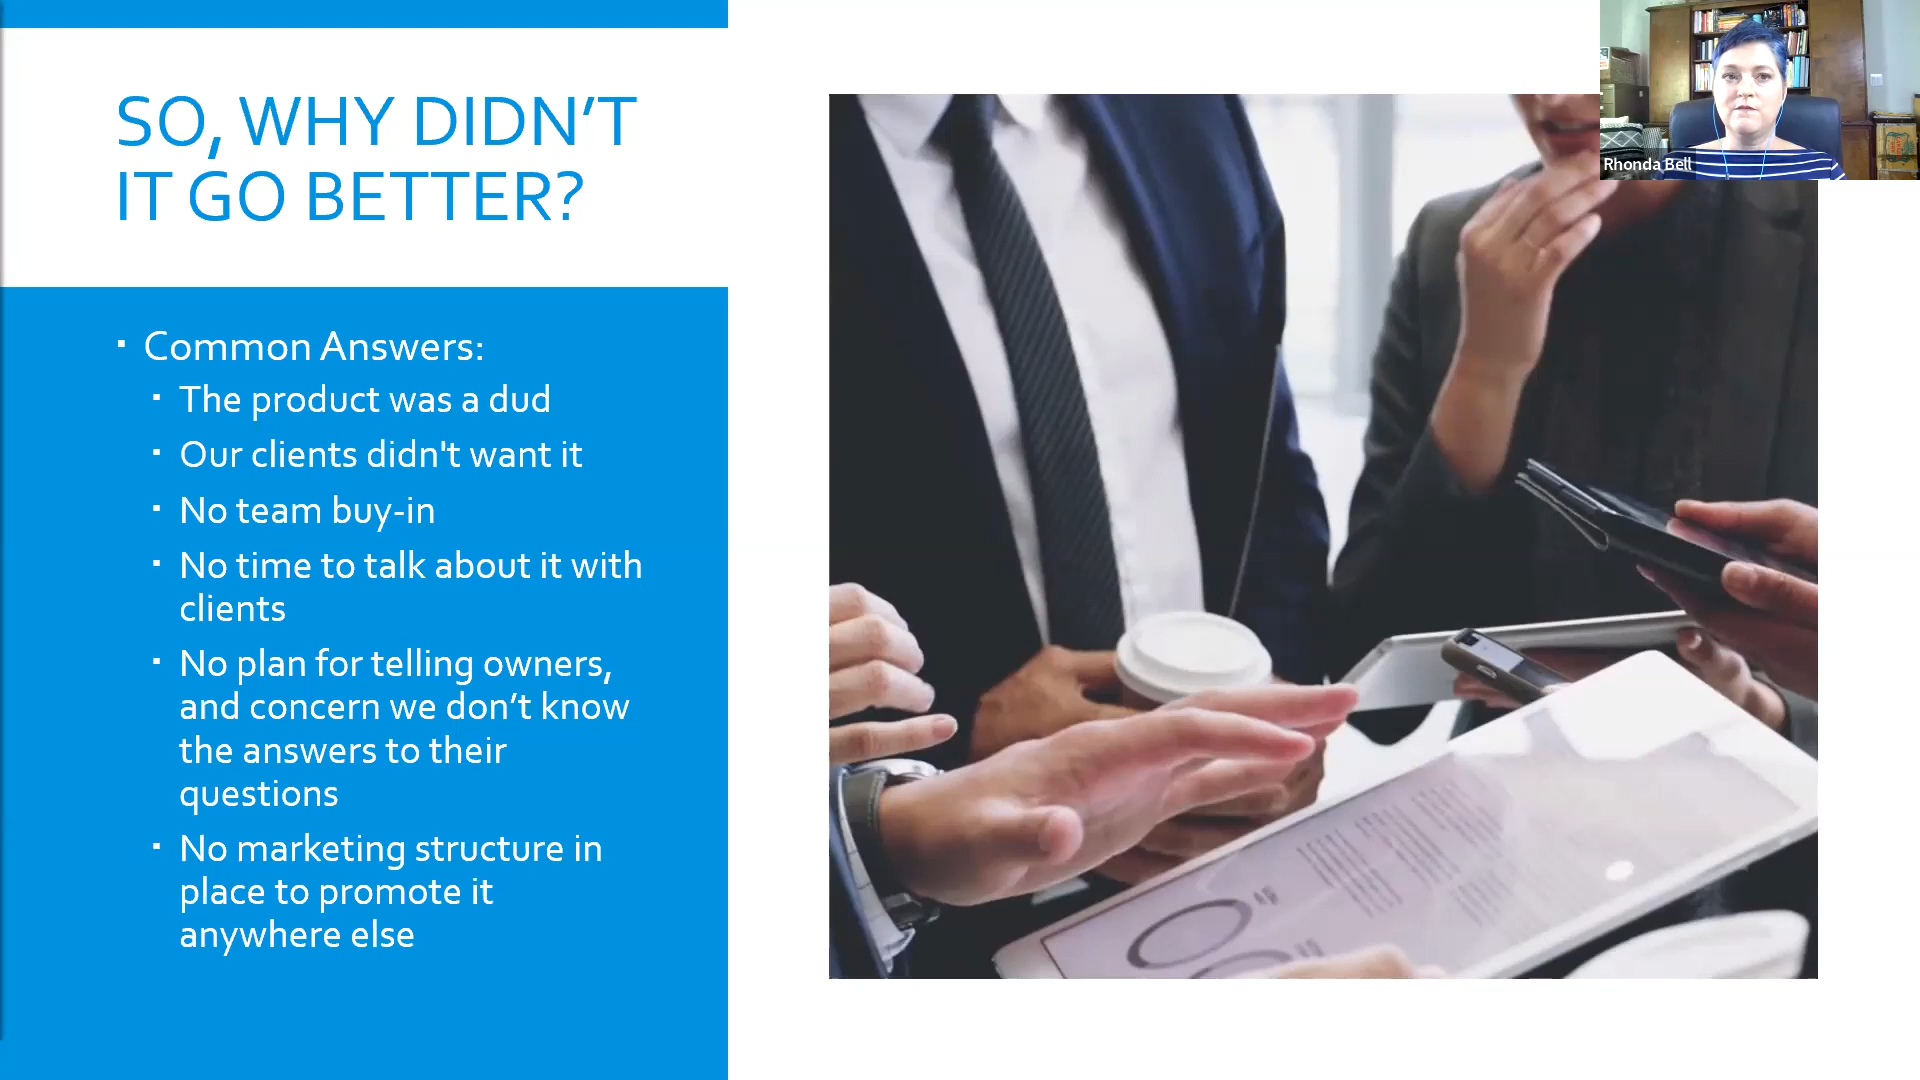 SO, WHY DIDN’T
IT GO BETTER?
Rhonda Bell
▪ Common Answers:
▪ The product was a dud
▪ Our clients didn't want it
▪ No team buy-in
▪ No time to talk about it with
clients
▪ No plan for telling owners,
and concern we don’t know
the answers to their
questions
▪ No marketing structure in
place to promote it
anywhere else